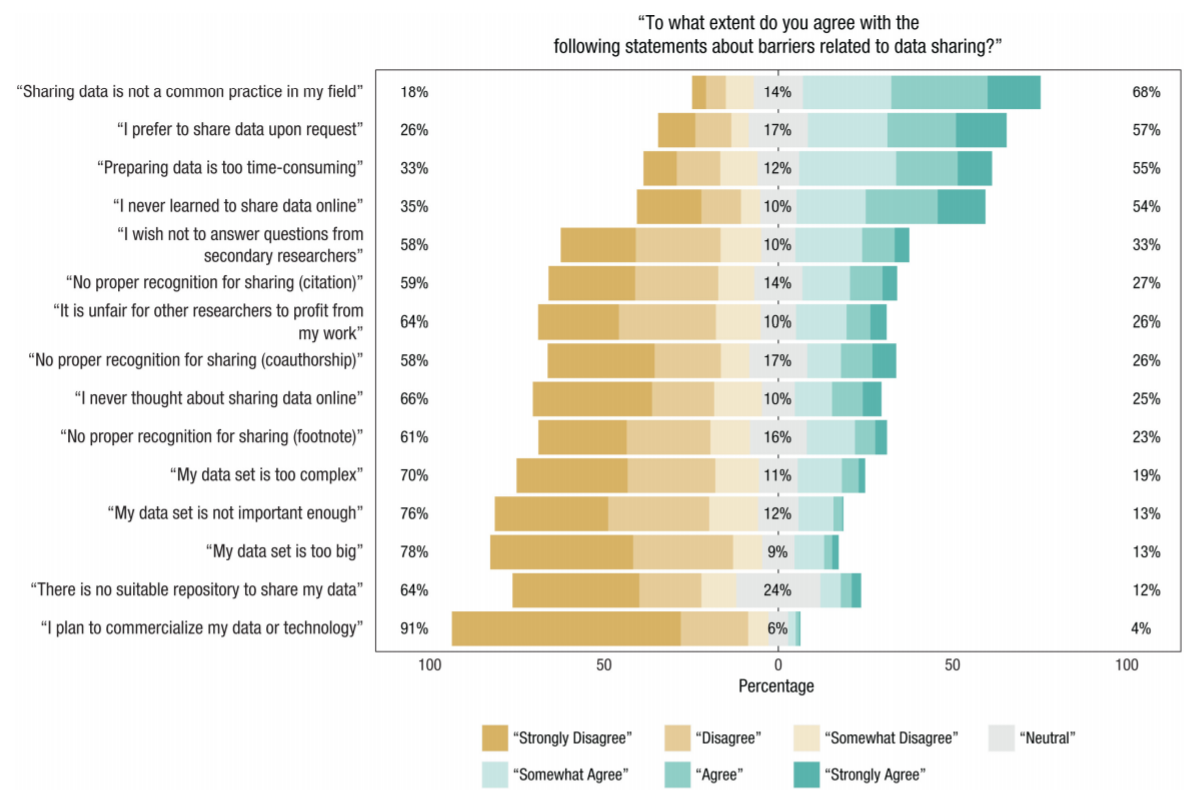 “To what extent do you agree with the
following statements about barriers related to data sharing?”
“Sharing data is not a common practice in my field” 18% 14% 68%
“I prefer to share data upon request” 26% 17% 57%
“Preparing data is too time-consuming” 33% 12% 55%
“I never learned to share data online” 35% 10% 54%
“I wish not to answer questions from
secondary researchers” 58% 10% 33%
“No proper recognition for sharing (citation)” 59% 14% 27%
“It is unfair for other researchers to profit from
my work” 64% 10% 26%
“No proper recognition for sharing (coauthorship)” 58% 17% 26%
“I never thought about sharing data online” 66% 10% 25%
“No proper recognition for sharing (footnote)” 61% 16% 23%
“My data set is too complex” 70% 11% 19%
“My data set is not important enough” 76% 12% 13%
“My data set is too big” 78% 9% 13%
“There is no suitable repository to share my data” 64% 24% 12%
“I plan to commercialize my data or technology” 91% 6% 4%
100 50 0 50 100
Percentage
“Strongly Disagree” “Disagree” “Somewhat Disagree” “Neutral”
“Somewhat Agree” “Agree” “Strongly Agree”